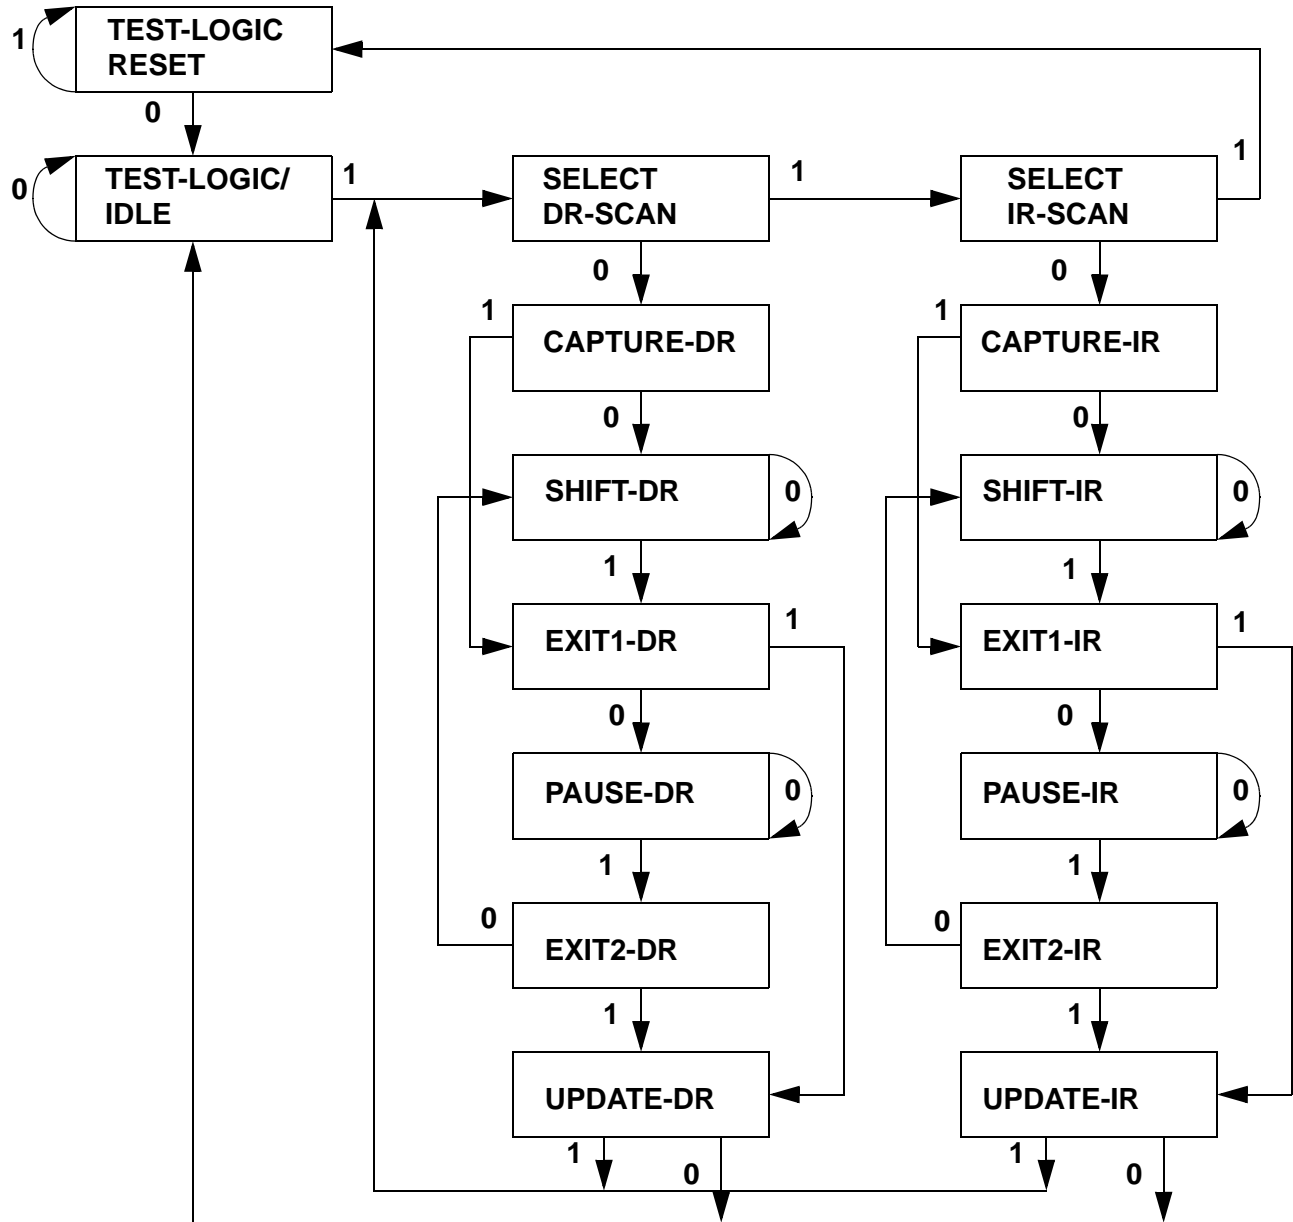 TEST-LOGIC
RESET
1
0
TEST-LOGIC/
IDLE
0
1
SELECT
DR-SCAN
1
SELECT
IR-SCAN
1
0
0
1
CAPTURE-DR
1
CAPTURE-IR
0
0
SHIFT-DR
0
SHIFT-IR
0
1
1
EXIT1-DR
1
EXIT1-IR
1
0
0
PAUSE-DR
0
PAUSE-IR
0
1
1
0
EXIT2-DR
0
EXIT2-IR
1
1
UPDATE-DR
UPDATE-IR
1
0
1
0